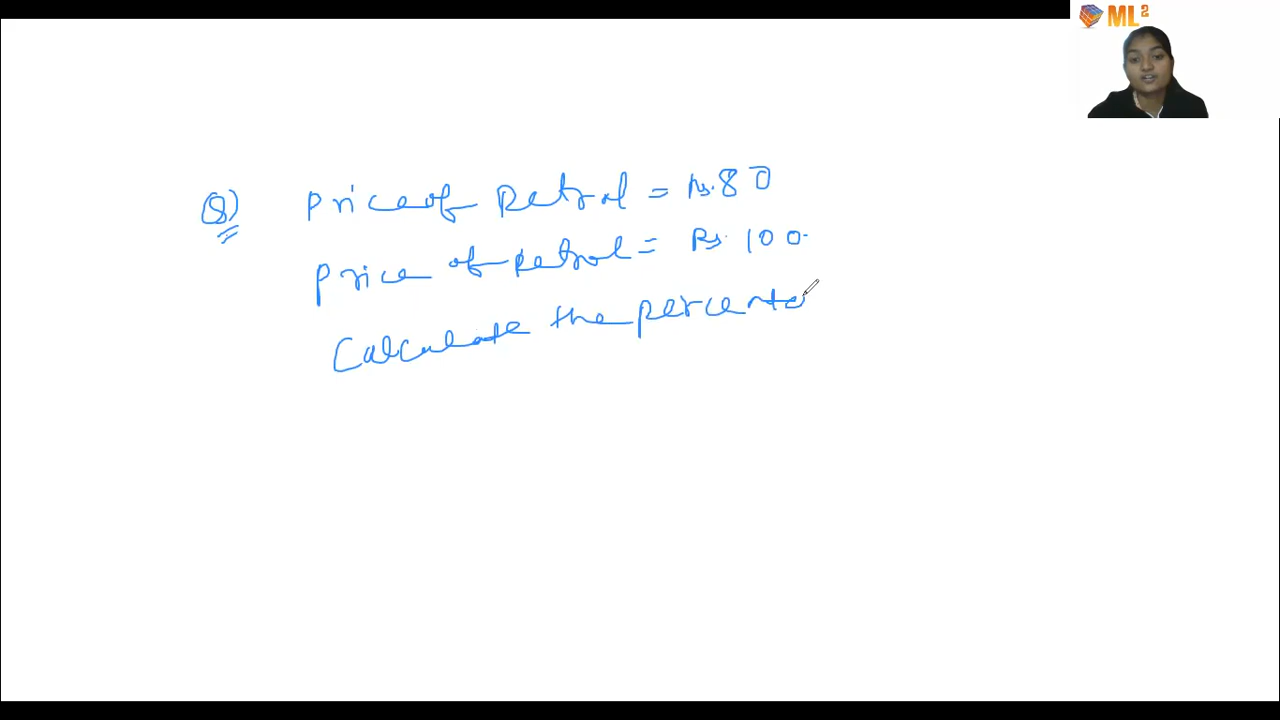 ML²
Q) Price of Petrol = Rs. 80
Price of petrol = Rs. 100.
Calculate the percenta